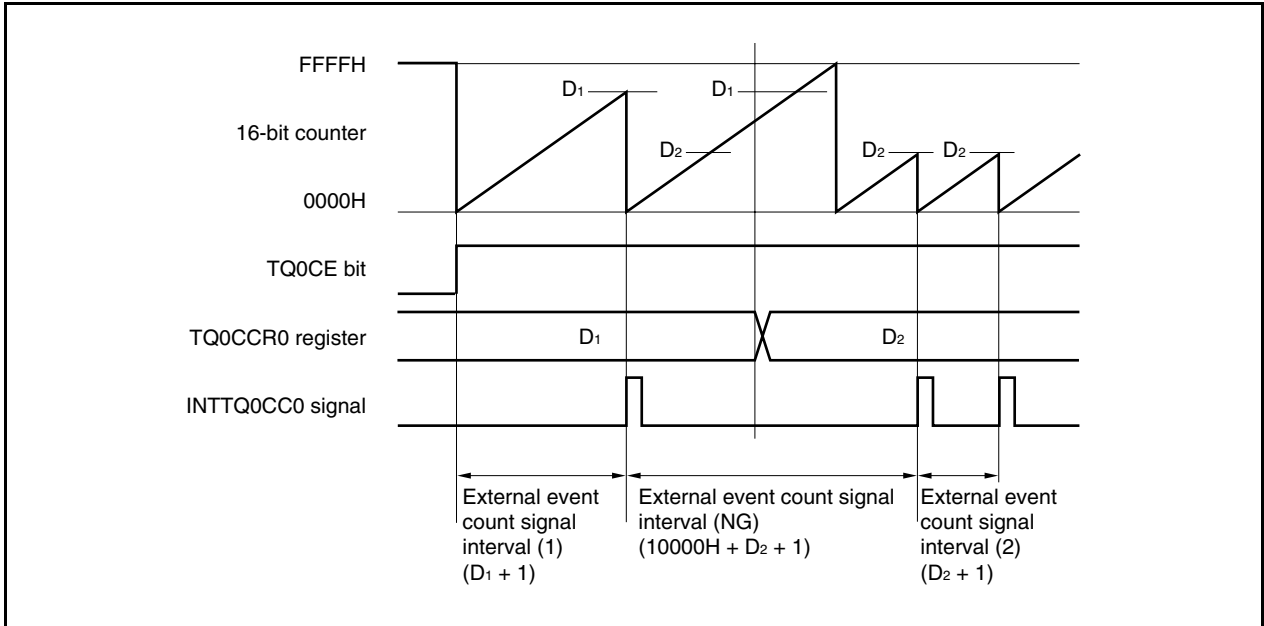 FFFFH
D1
D1
16-bit counter
D2
D2
D2
0000H
TQ0CE bit
TQ0CCR0 register
D1
D2
INTTQ0CC0 signal
External event
count signal
interval (1)
(D1 + 1)
External event count signal
interval (NG)
(10000H + D2 + 1)
External event
count signal
interval (2)
(D2 + 1)